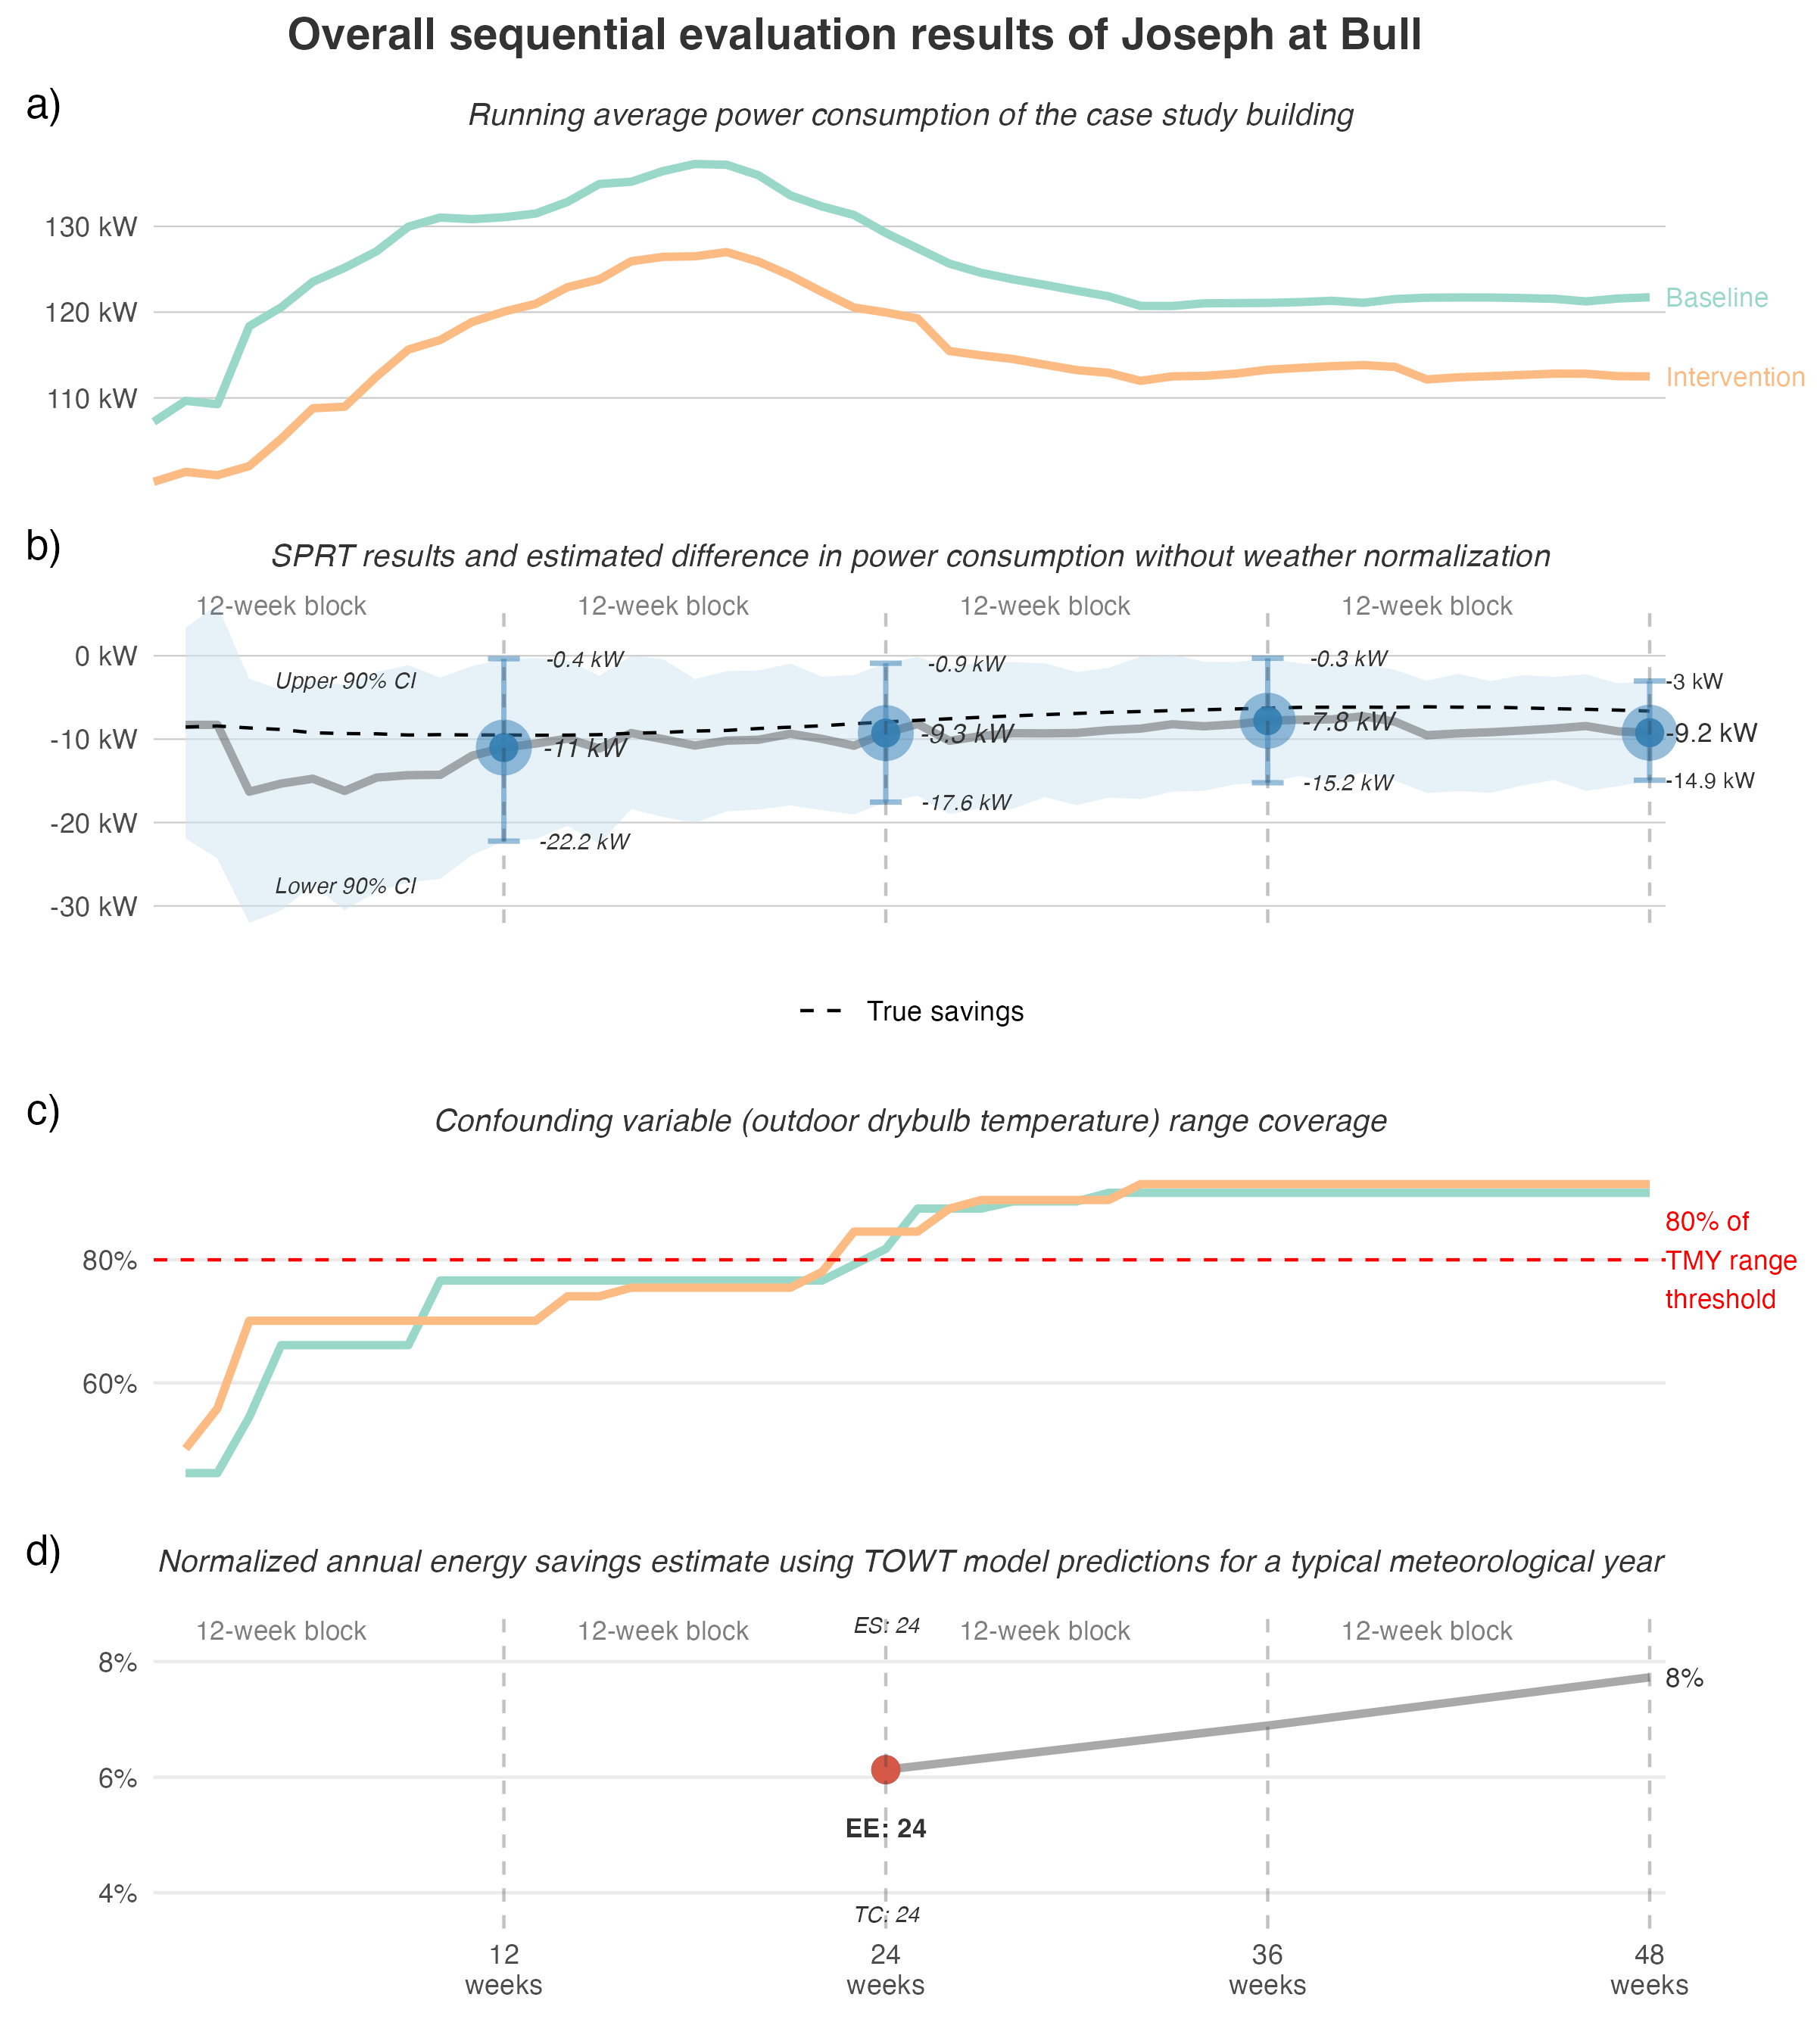 Overall sequential evaluation results of Joseph at Bull
a)
Running average power consumption of the case study building
130 kW
120 kW
110 kW
Baseline
Intervention
b)
SPRT results and estimated difference in power consumption without weather normalization
12-week block
12-week block
12-week block
12-week block
0 kW
-10 kW
-20 kW
-30 kW
Upper 90% CI
Lower 90% CI
-0.4 kW
-11 kW
-22.2 kW
-0.9 kW
-9.3 kW
-17.6 kW
-0.3 kW
-7.8 kW
-15.2 kW
-3 kW
-9.2 kW
-14.9 kW
True savings
c)
Confounding variable (outdoor drybulb temperature) range coverage
80%
60%
80% of
TMY range
threshold
d)
Normalized annual energy savings estimate using TOWT model predictions for a typical meteorological year
12-week block
12-week block
ES: 24
12-week block
12-week block
8%
6%
4%
8%
EE: 24
TC: 24
12
weeks
24
weeks
36
weeks
48
weeks